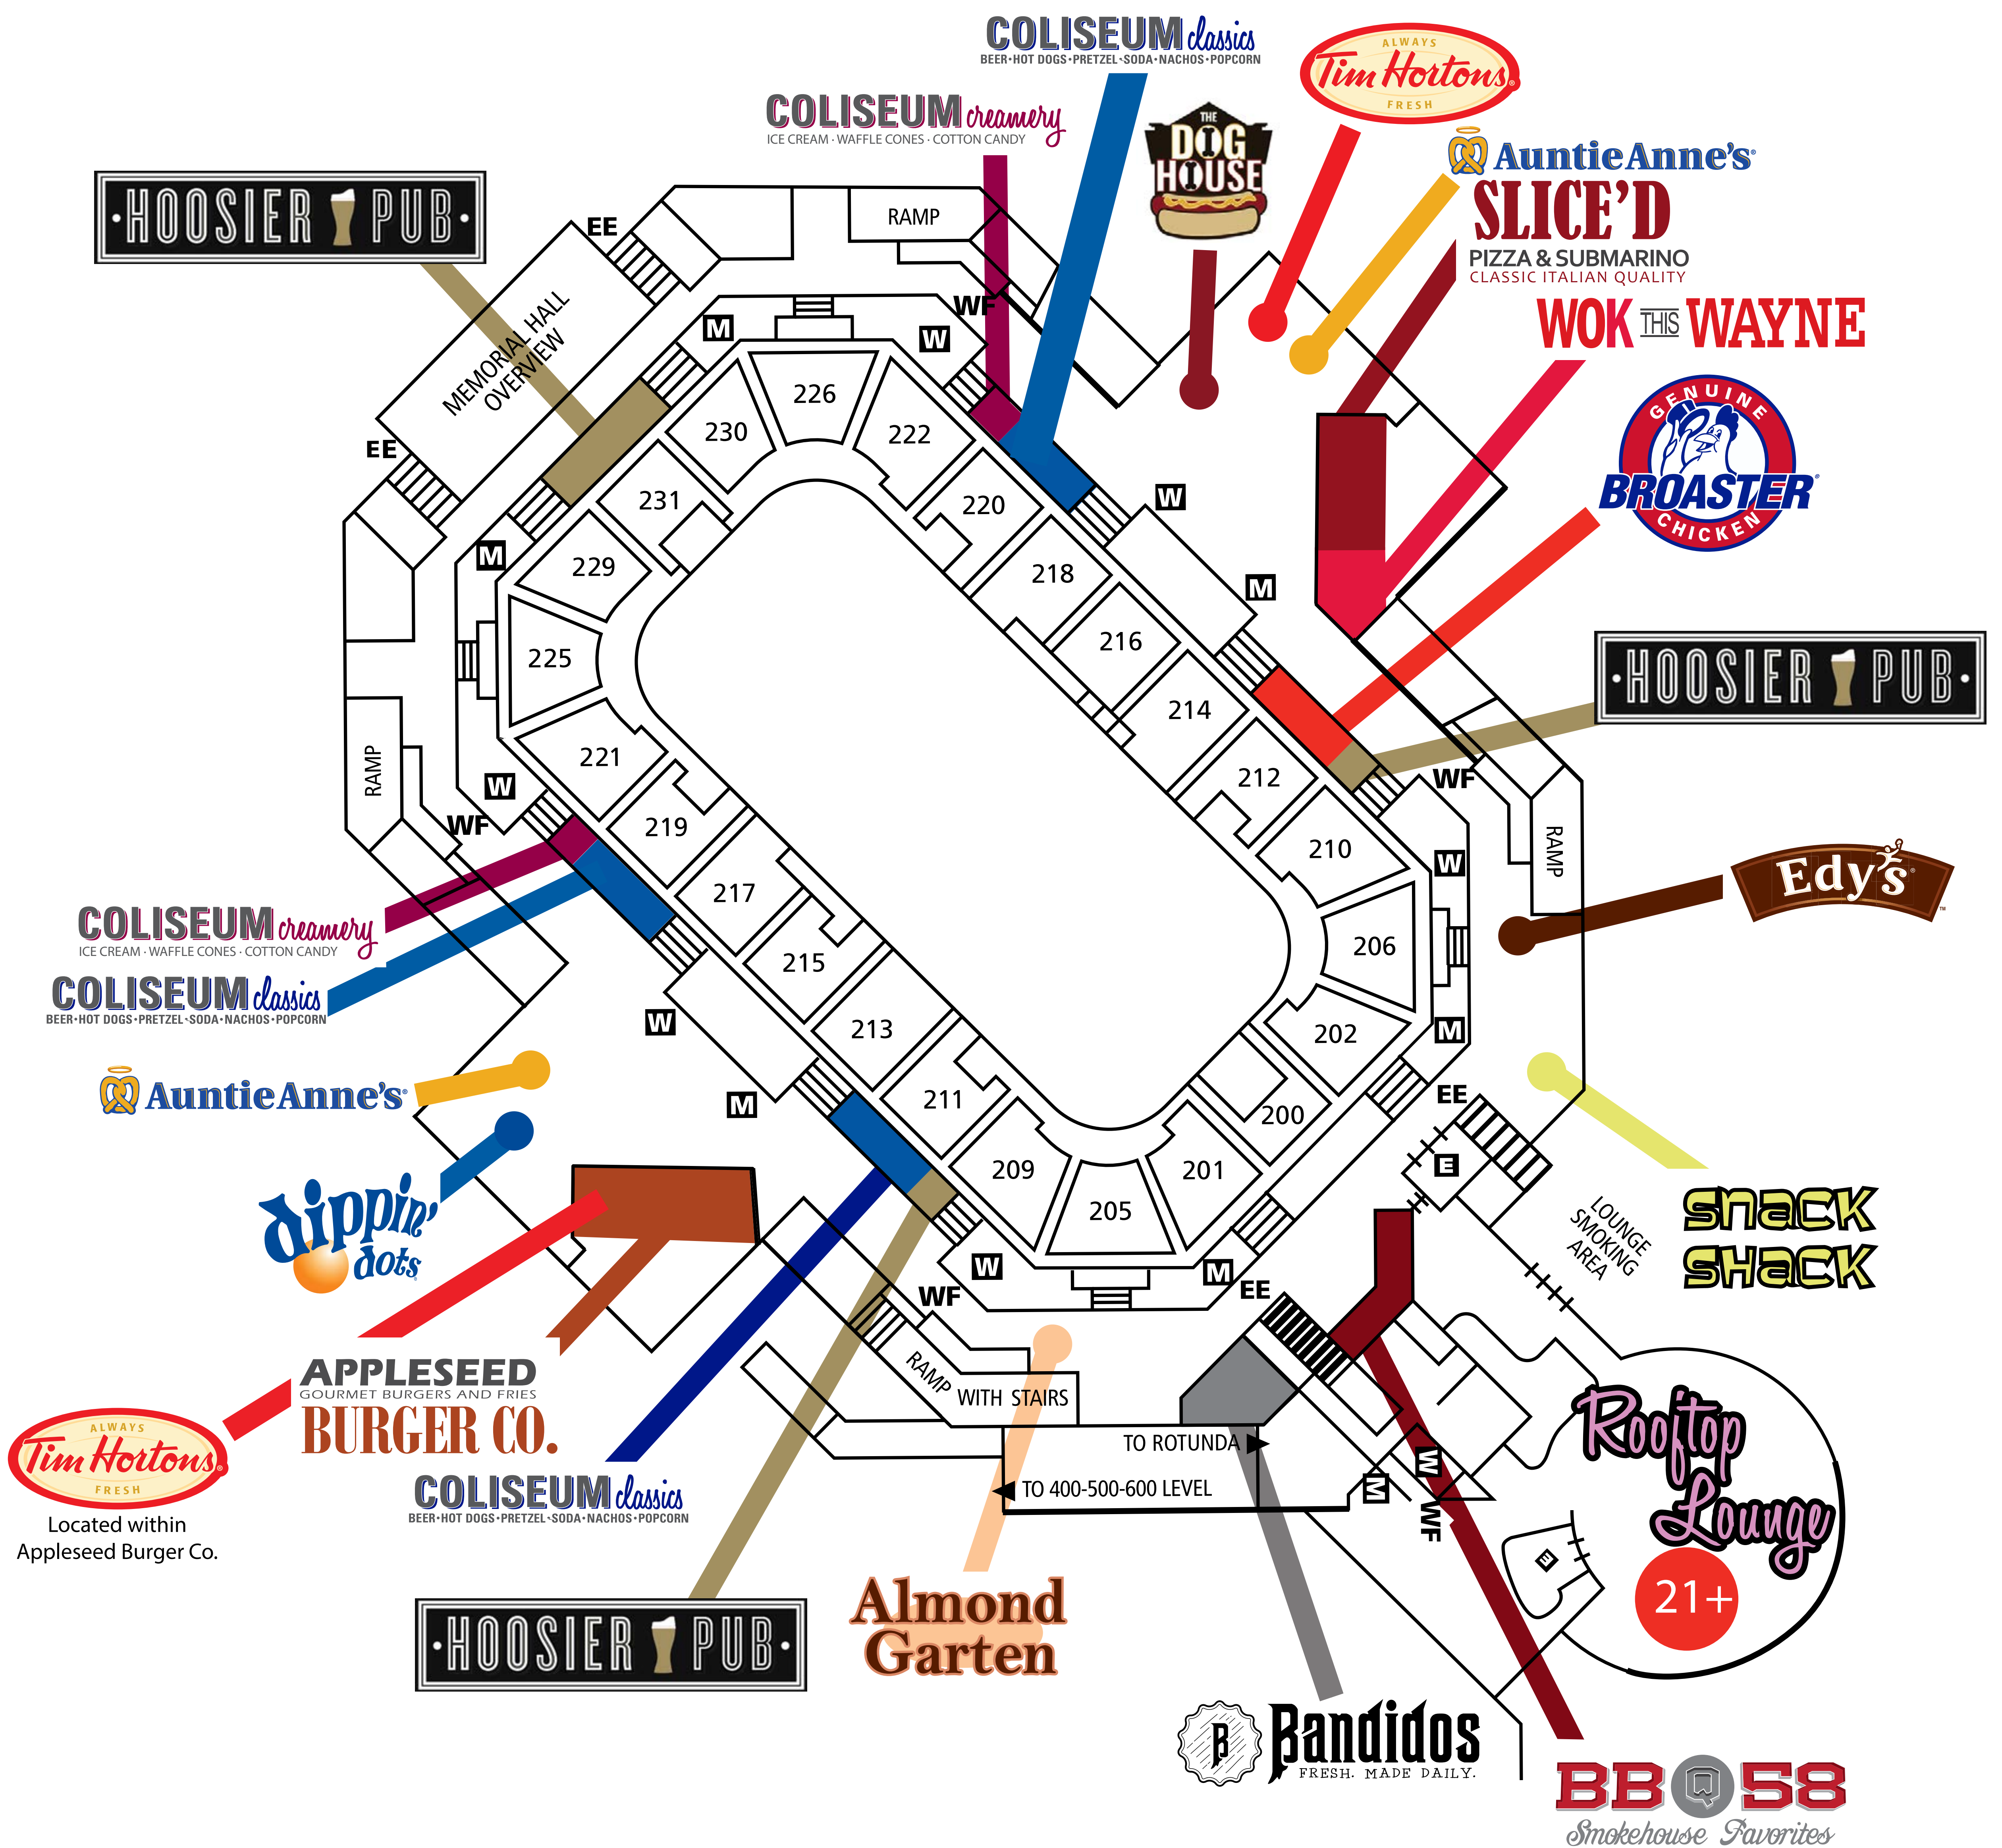 COLISEUM classics
BEER•HOT DOGS•PRETZEL•SODA•NACHOS•POPCORN
ALWAYS
Tim Hortons®
FRESH
COLISEUM creamery
ICE CREAM · WAFFLE CONES · COTTON CANDY
THE
DOG
HOUSE
Auntie Anne's®
SLICE'D
PIZZA & SUBMARINO
CLASSIC ITALIAN QUALITY
WOK THIS WAYNE
GENUINE
BROASTER®
CHICKEN
·HOOSIER PUB·
·HOOSIER PUB·
EE
MEMORIAL HALL
OVERVIEW
EE
RAMP
WF
M
W
226
230
222
231
220
229
218
225
216
221
214
219
212
217
210
215
206
213
202
211
200
209
201
205
M
W
M
W
WF
RAMP
WF
W
RAMP
W
M
W
M
EE
E
M
EE
W
WF
RAMP
WITH STAIRS
TO ROTUNDA
TO 400-500-600 LEVEL
M
W
WF
E
LOUNGE
SMOKING
AREA
Edy's®
™
snack
shack
Rooftop
Lounge
21+
COLISEUM creamery
ICE CREAM · WAFFLE CONES · COTTON CANDY
COLISEUM classics
BEER•HOT DOGS•PRETZEL•SODA•NACHOS•POPCORN
Auntie Anne's®
dippin'
dots
APPLESEED
GOURMET BURGERS AND FRIES
BURGER CO.
ALWAYS
Tim Hortons®
FRESH
Located within
Appleseed Burger Co.
COLISEUM classics
BEER•HOT DOGS•PRETZEL•SODA•NACHOS•POPCORN
·HOOSIER PUB·
Almond
Garten
B Bandidos
FRESH. MADE DAILY.
BBQ58
Smokehouse Favorites